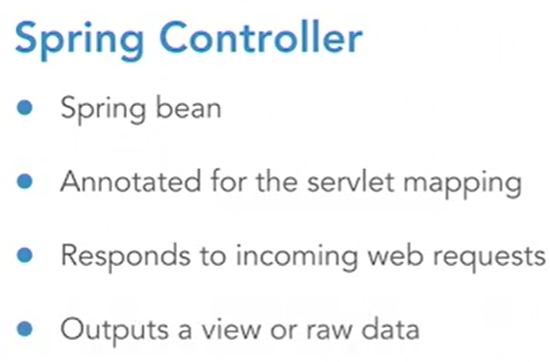 Spring Controller
• Spring bean
• Annotated for the servlet mapping
• Responds to incoming web requests
• Outputs a view or raw data